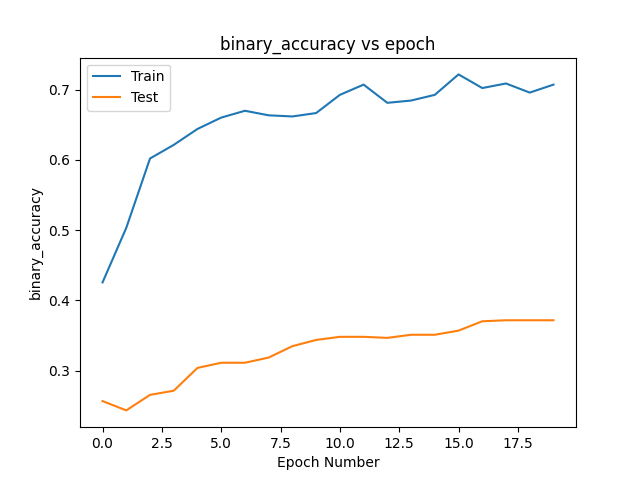 binary_accuracy vs epoch
Train
Test
0.7
0.6
0.5
0.4
0.3
binary_accuracy
0.0 2.5 5.0 7.5 10.0 12.5 15.0 17.5
Epoch Number